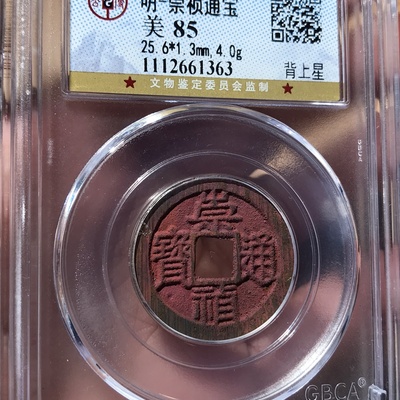 明-崇祯通宝
美 85
25.6*1.3mm,4.0g
1112661363
背上星
★ 文物鉴定委员会监制 ★
崇
寶 通
禎
GBCA®